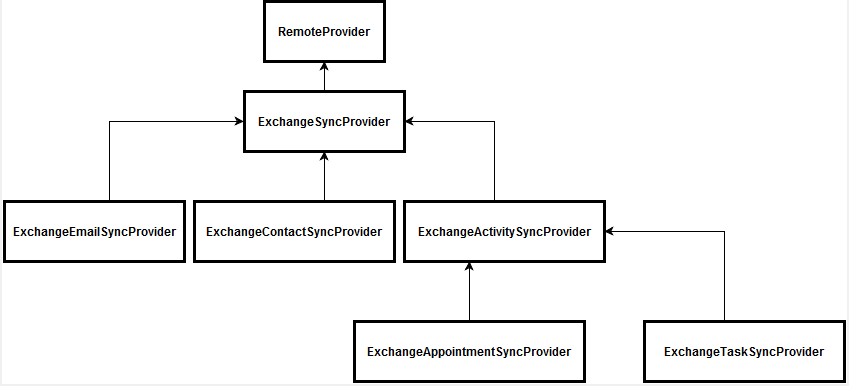 RemoteProvider
ExchangeSyncProvider
ExchangeEmailSyncProvider
ExchangeContactSyncProvider
ExchangeActivitySyncProvider
ExchangeAppointmentSyncProvider
ExchangeTaskSyncProvider